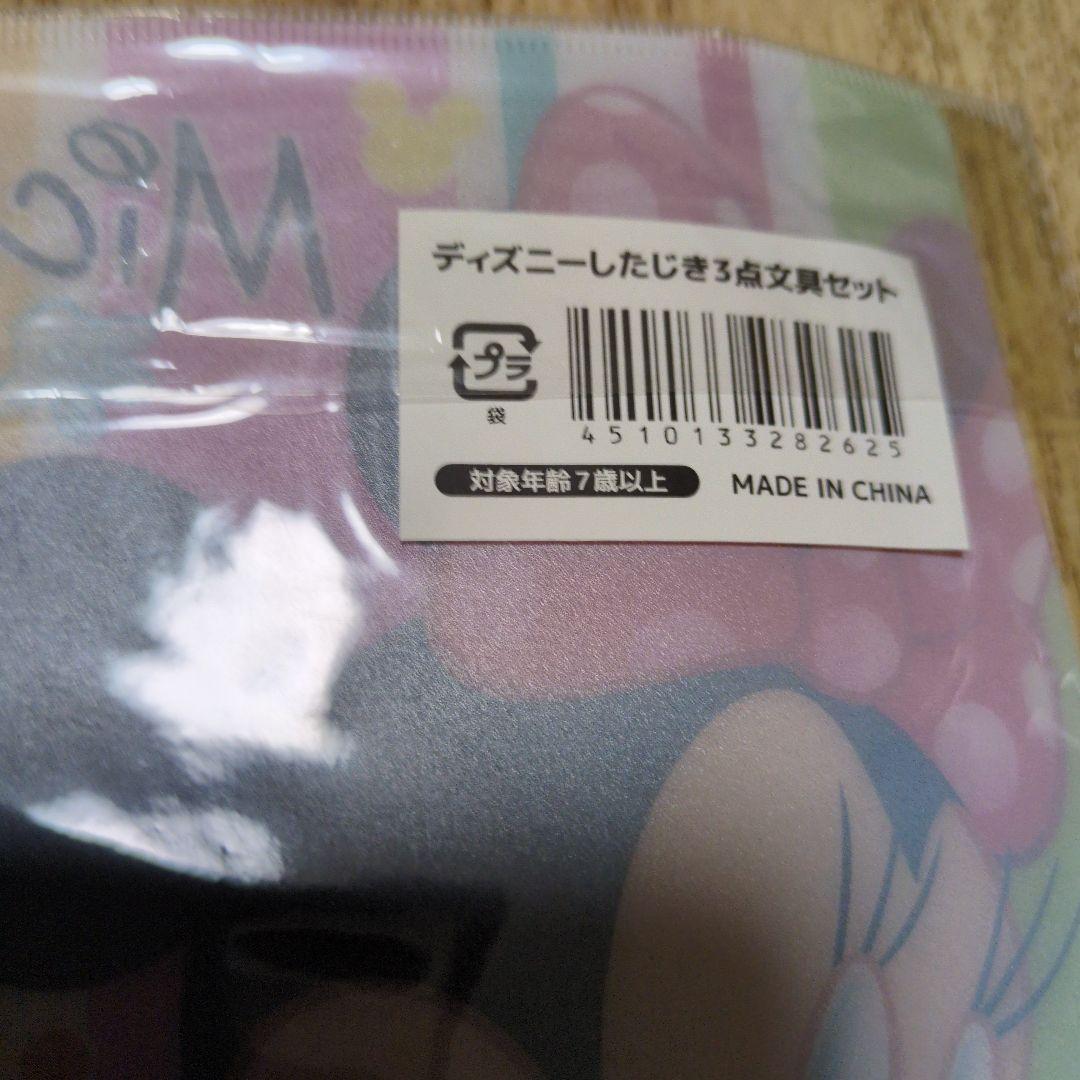 Mic
ディズニーしたじき3点文具セット
プラ
袋
4510133282625
対象年齢7歳以上
MADE IN CHINA